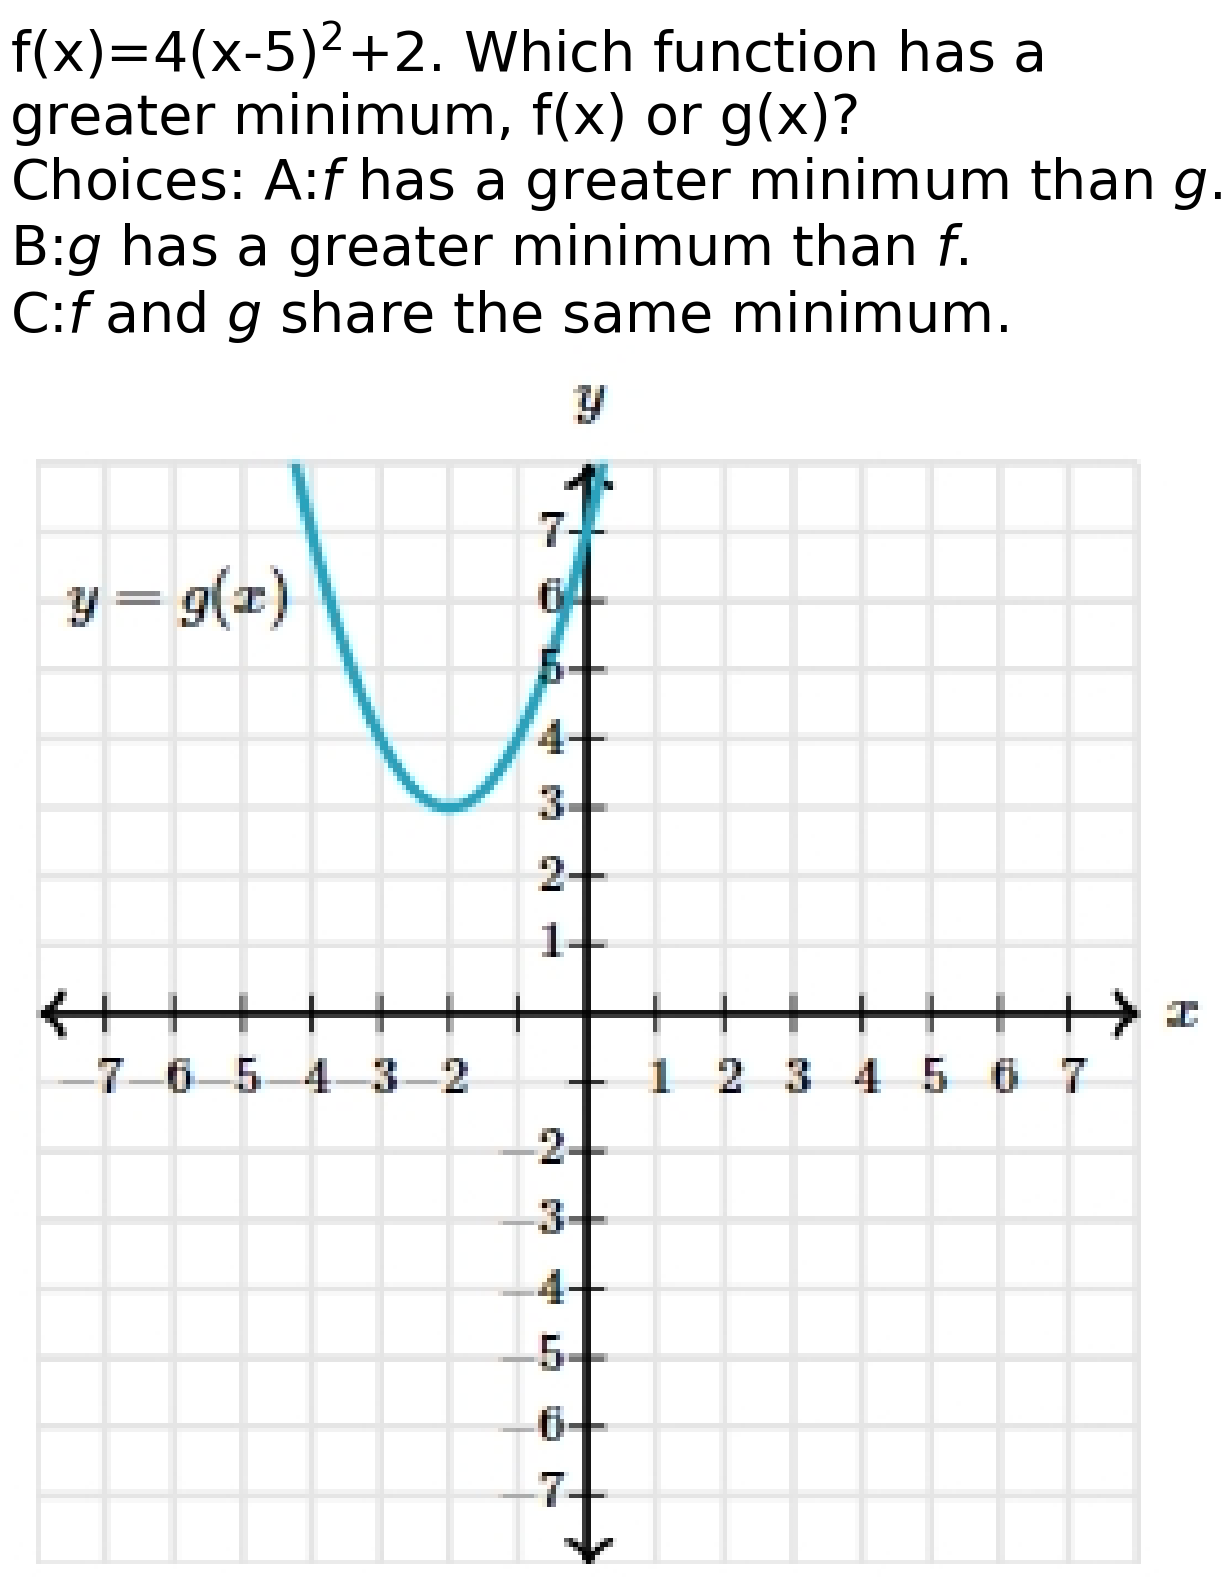 f(x)=4(x-5)²+2. Which function has a
greater minimum, f(x) or g(x)?
Choices: A:f has a greater minimum than g.
B:g has a greater minimum than f.
C:f and g share the same minimum.
y
7
y = g(x)
6
5
4
3
2
1
x
-7 -6 -5 -4 -3 -2 1 2 3 4 5 6 7
-2
-3
-4
-5
-6
-7